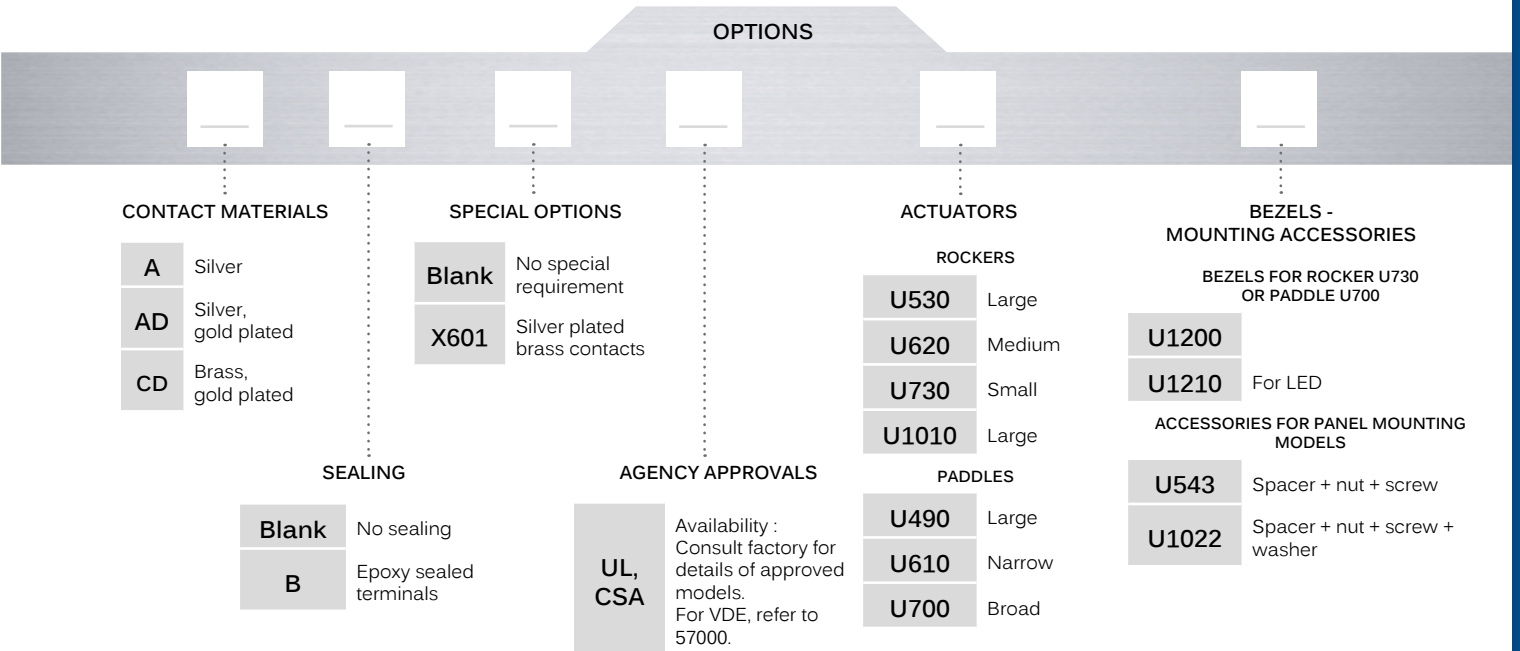 OPTIONS
CONTACT MATERIALS
A
Silver
AD
Silver,
gold plated
CD
Brass,
gold plated
SEALING
Blank
No sealing
B
Epoxy sealed
terminals
SPECIAL OPTIONS
Blank
No special
requirement
X601
Silver plated
brass contacts
AGENCY APPROVALS
UL,
CSA
Availability :
Consult factory for
details of approved
models.
For VDE, refer to
57000.
ACTUATORS
ROCKERS
U530 Large
U620 Medium
U730 Small
U1010 Large
PADDLES
U490 Large
U610 Narrow
U700 Broad
BEZELS -
MOUNTING ACCESSORIES
BEZELS FOR ROCKER U730
OR PADDLE U700
U1200
U1210 For LED
ACCESSORIES FOR PANEL MOUNTING
MODELS
U543 Spacer + nut + screw
U1022
Spacer + nut + screw +
washer